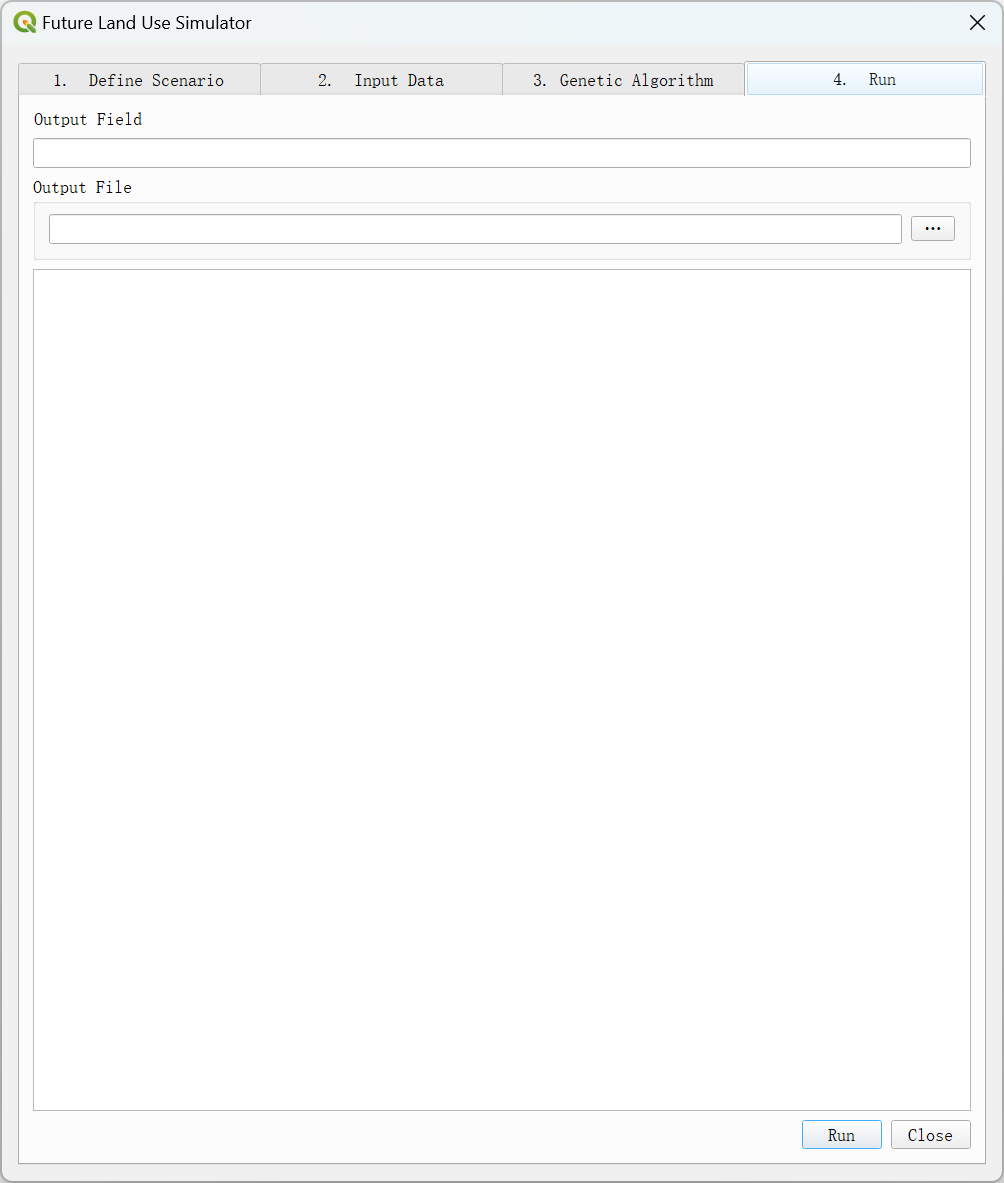 Future Land Use Simulator
1. Define Scenario
2. Input Data
3. Genetic Algorithm
4. Run
Output Field
Output File
...
Run
Close